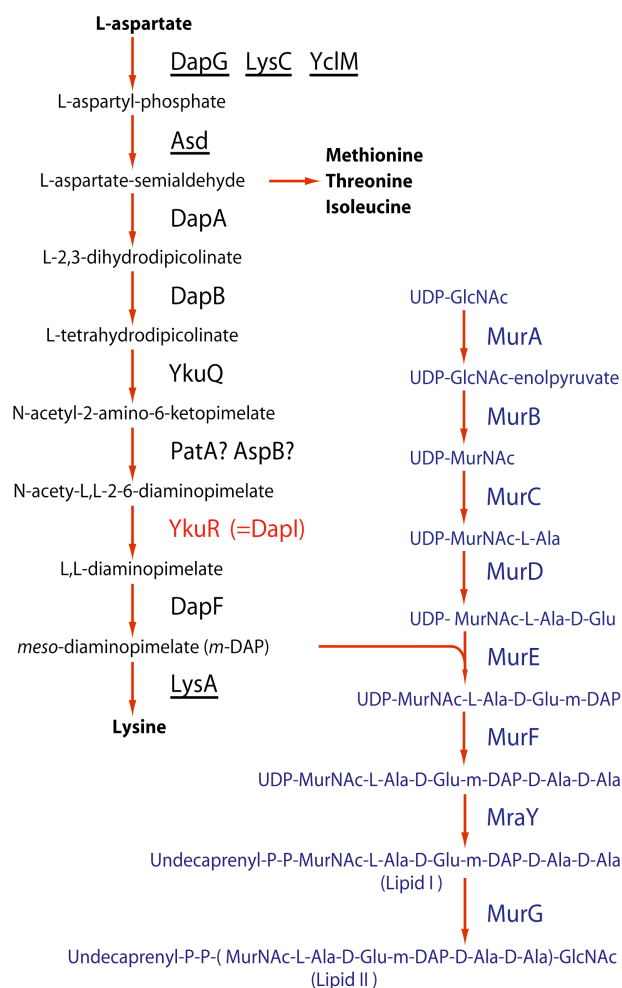 L-aspartate
DapG LysC YclM
L-aspartyl-phosphate
Asd
L-aspartate-semialdehyde
Methionine
Threonine
Isoleucine
DapA
L-2,3-dihydrodipicolinate
DapB
L-tetrahydrodipicolinate
YkuQ
N-acetyl-2-amino-6-ketopimelate
PatA? AspB?
N-acety-L,L-2-6-diaminopimelate
YkuR (=DapI)
L,L-diaminopimelate
DapF
meso-diaminopimelate (m-DAP)
LysA
Lysine
UDP-GlcNAc
MurA
UDP-GlcNAc-enolpyruvate
MurB
UDP-MurNAc
MurC
UDP-MurNAc-L-Ala
MurD
UDP- MurNAc-L-Ala-D-Glu
MurE
UDP-MurNAc-L-Ala-D-Glu-m-DAP
MurF
UDP-MurNAc-L-Ala-D-Glu-m-DAP-D-Ala-D-Ala
MraY
Undecaprenyl-P-P-MurNAc-L-Ala-D-Glu-m-DAP-D-Ala-D-Ala
(Lipid I )
MurG
Undecaprenyl-P-P-( MurNAc-L-Ala-D-Glu-m-DAP-D-Ala-D-Ala)-GlcNAc
(Lipid II )